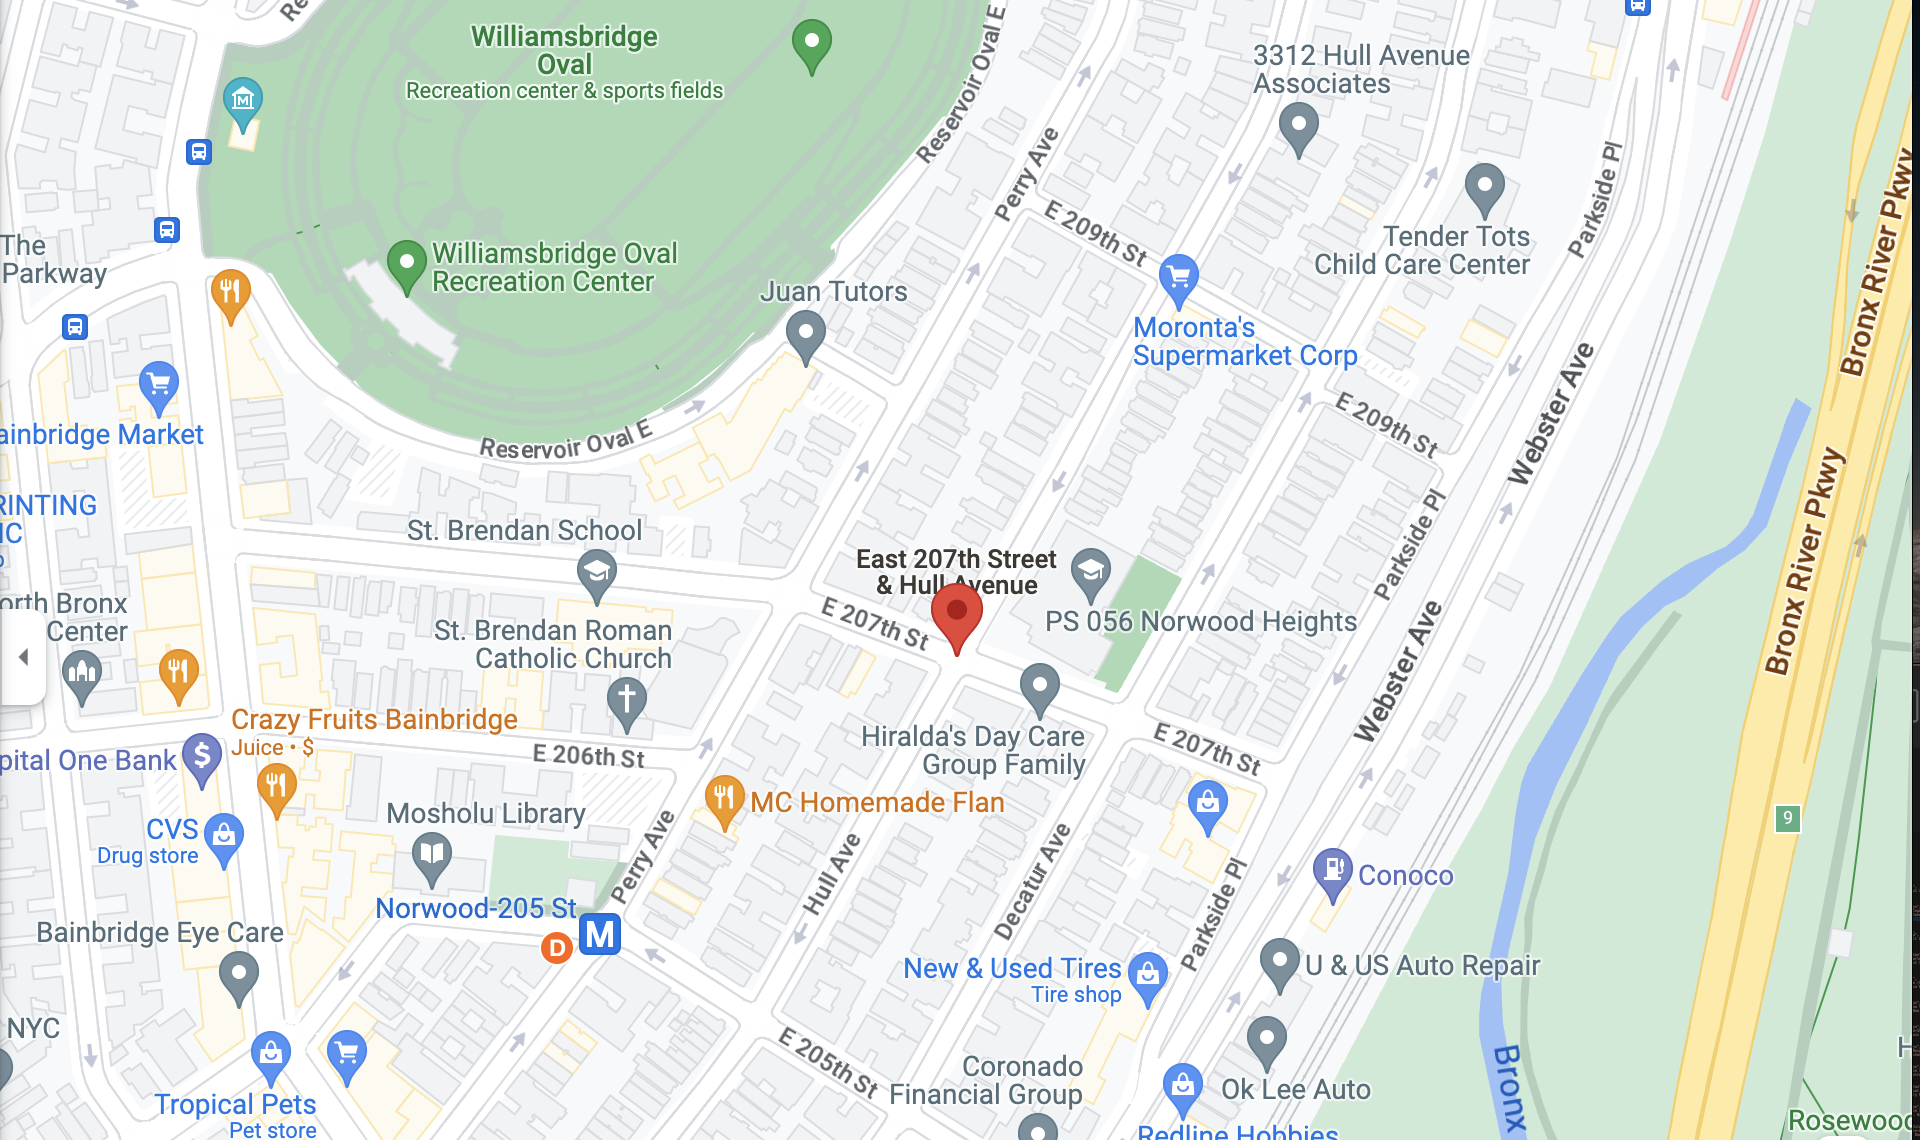 Williamsbridge
Oval
Recreation center & sports fields
Re
Reservoir Oval E
Perry Ave
3312 Hull Avenue
Associates
Parkside Pl
Bronx River Pkwy
The
Parkway
Williamsbridge Oval
Recreation Center
Juan Tutors
E 209th St
Tender Tots
Child Care Center
Moronta's
Supermarket Corp
E 209th St
Webster Ave
ainbridge Market
Reservoir Oval E
RINTING
IC
St. Brendan School
East 207th Street
& Hull Avenue
PS 056 Norwood Heights
Parkside Pl
Bronx River Pkwy
orth Bronx
Center
St. Brendan Roman
Catholic Church
E 207th St
Webster Ave
Crazy Fruits Bainbridge
Juice • $
pital One Bank
$
E 206th St
Hiralda's Day Care
Group Family
E 207th St
MC Homemade Flan
Mosholu Library
CVS
Drug store
Perry Ave
Hull Ave
Decatur Ave
Parkside Pl
9
Conoco
Norwood-205 St
M
D
Bainbridge Eye Care
New & Used Tires
Tire shop
U & US Auto Repair
NYC
E 205th St
Coronado
Financial Group
Ok Lee Auto
Bronx
H
Tropical Pets
Pet store
Redline Hobbies
Rosewood